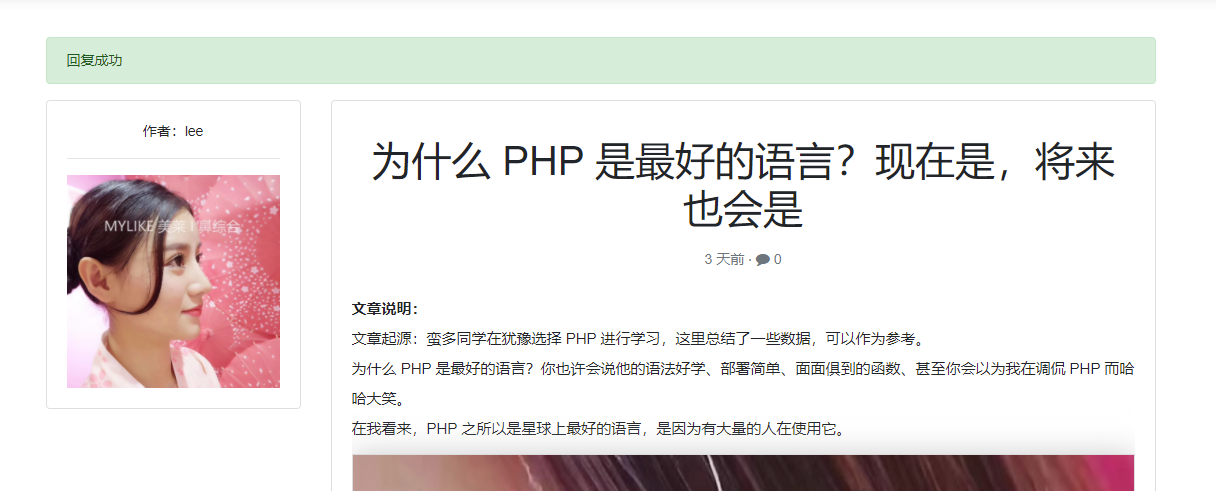 回复成功
作者：lee
MYLIKE 美莱
为什么 PHP 是最好的语言？现在是，将来
也会是
3 天前 · 0
文章说明：
文章起源：蛮多同学在犹豫选择 PHP 进行学习，这里总结了一些数据，可以作为参考。
为什么 PHP 是最好的语言？你也许会说他的语法好学、部署简单、面面俱到的函数、甚至你会以为我在调侃 PHP 而哈
哈大笑。
在我看来，PHP 之所以是星球上最好的语言，是因为有大量的人在使用它。